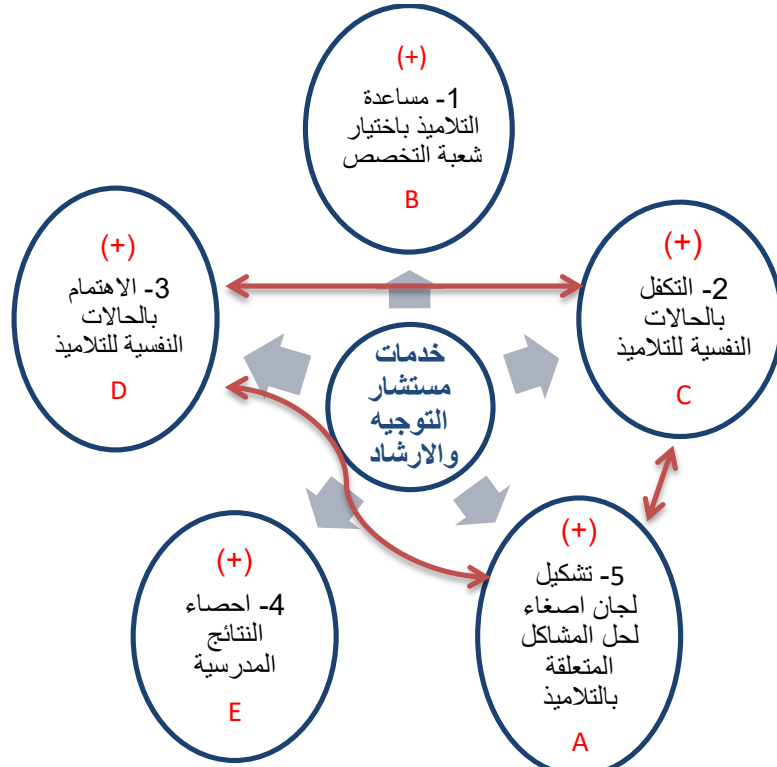 (+)
1- مساعدة
التلاميذ باختيار
شعبة التخصص
B
(+)
2- التكفل
بالحالات
النفسية للتلاميذ
C
(+)
3- الاهتمام
بالحالات
النفسية للتلاميذ
D
خدمات
مستشار
التوجيه
والارشاد
(+)
4- احصاء
النتائج
المدرسية
E
(+)
5- تشكيل
لجان اصغاء
لحل المشاكل
المتعلقة
بالتلاميذ
A